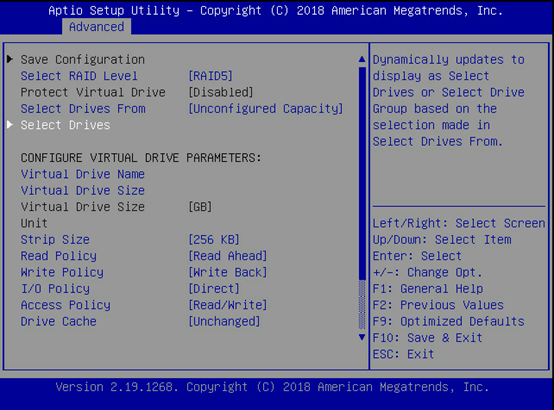 Aptio Setup Utility - Copyright (C) 2018 American Megatrends, Inc.
Advanced
Save Configuration
Select RAID Level [RAID5]
Protect Virtual Drive [Disabled]
Select Drives From [Unconfigured Capacity]
Select Drives
CONFIGURE VIRTUAL DRIVE PARAMETERS:
Virtual Drive Name
Virtual Drive Size
Virtual Drive Size [GB]
Unit
Strip Size [256 KB]
Read Policy [Read Ahead]
Write Policy [Write Back]
I/O Policy [Direct]
Access Policy [Read/Write]
Drive Cache [Unchanged]
Dynamically updates to
display as Select
Drives or Select Drive
Group based on the
selection made in
Select Drives From.
Left/Right: Select Screen
Up/Down: Select Item
Enter: Select
+/-: Change Opt.
F1: General Help
F2: Previous Values
F9: Optimized Defaults
F10: Save & Exit
ESC: Exit
Version 2.19.1268. Copyright (C) 2018 American Megatrends, Inc.